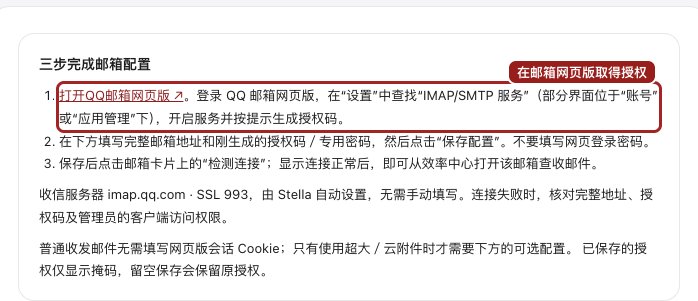 三步完成邮箱配置
在邮箱网页版取得授权
1. 打开QQ邮箱网页版 ↗。登录 QQ 邮箱网页版，在“设置”中查找“IMAP/SMTP 服务”（部分界面位于“账号”
或“应用管理”下），开启服务并按提示生成授权码。
2. 在下方填写完整邮箱地址和刚生成的授权码 / 专用密码，然后点击“保存配置”。不要填写网页登录密码。
3. 保存后点击邮箱卡片上的“检测连接”；显示连接正常后，即可从效率中心打开该邮箱查收邮件。
收信服务器 imap.qq.com · SSL 993，由 Stella 自动设置，无需手动填写。连接失败时，核对完整地址、授
权码及管理员的客户端访问权限。
普通收发邮件无需填写网页版会话 Cookie；只有使用超大 / 云附件时才需要下方的可选配置。 已保存的授
权仅显示掩码，留空保存会保留原授权。